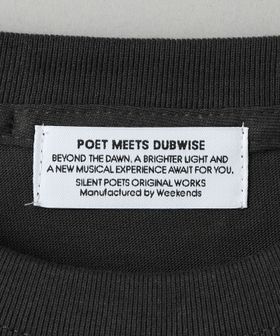 POET MEETS DUBWISE
BEYOND THE DAWN, A BRIGHTER LIGHT AND
A NEW MUSICAL EXPERIENCE AWAIT FOR YOU.
SILENT POETS ORIGINAL WORKS
Manufactured by Weekends